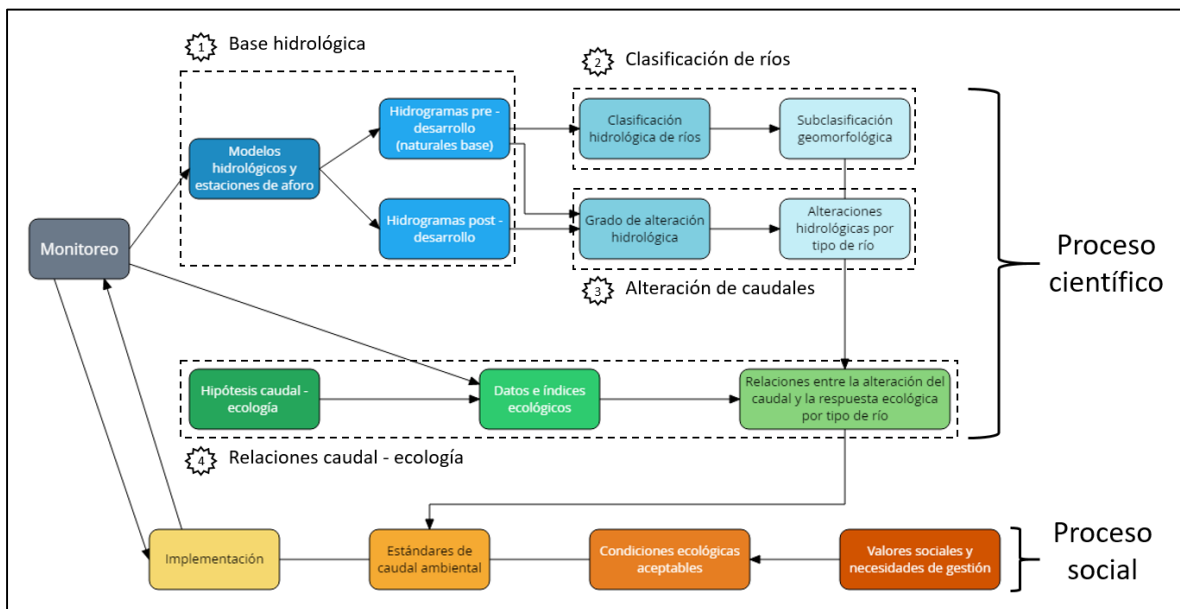 1 Base hidrológica
2 Clasificación de ríos
Modelos
hidrológicos y
estaciones de aforo
Hidrogramas pre -
desarrollo
(naturales base)
Hidrogramas post -
desarrollo
Clasificación
hidrológica de ríos
Subclasificación
geomorfológica
Grado de alteración
hidrológica
Alteraciones
hidrológicas por
tipo de río
3 Alteración de caudales
Monitoreo
Proceso
científico
Hipótesis caudal -
ecología
Datos e índices
ecológicos
Relaciones entre la alteración del
caudal y la respuesta ecológica
por tipo de río
4 Relaciones caudal - ecología
Implementación
Estándares de
caudal ambiental
Condiciones ecológicas
aceptables
Valores sociales y
necesidades de gestión
Proceso
social